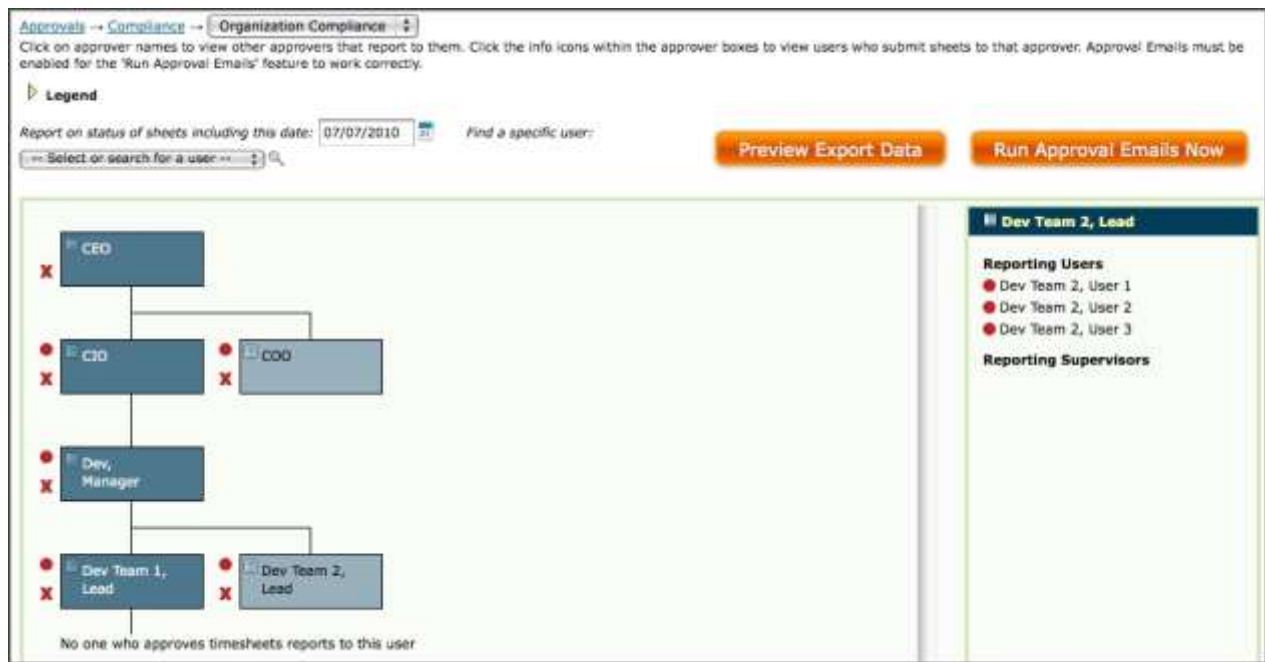 Approvals → Compliance → Organization Compliance
Click on approver names to view other approvers that report to them. Click the info icons within the approver boxes to view users who submit sheets to that approver. Approval Emails must be
enabled for the 'Run Approval Emails' feature to work correctly.
Legend
Report on status of sheets including this date: 07/07/2010 Find a specific user:
-- Select or search for a user --
Preview Export Data
Run Approval Emails Now
CEO
CIO
COO
Dev,
Manager
Dev Team 1,
Lead
Dev Team 2,
Lead
No one who approves timesheets reports to this user
Dev Team 2, Lead
Reporting Users
Dev Team 2, User 1
Dev Team 2, User 2
Dev Team 2, User 3
Reporting Supervisors